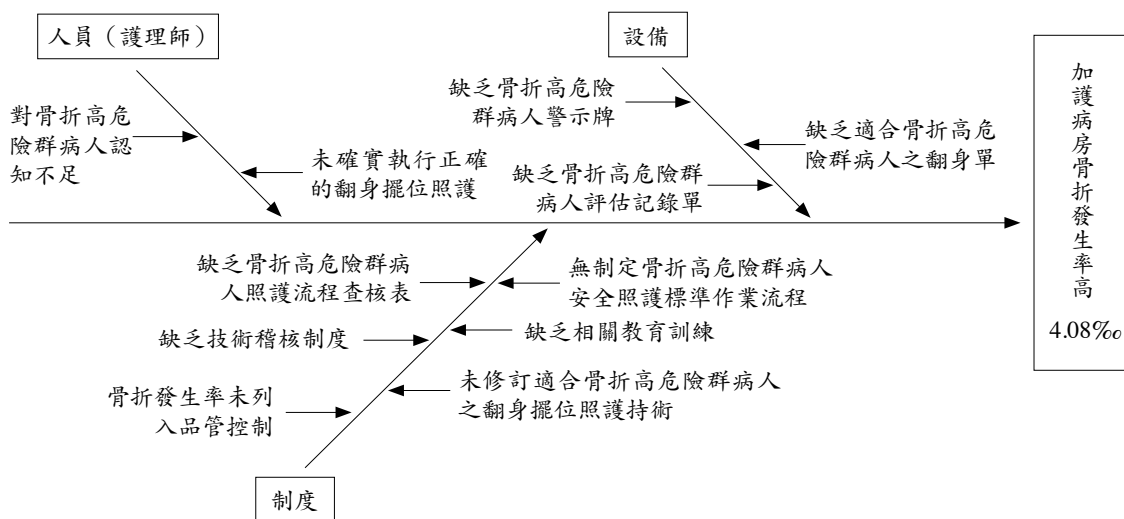 人員（護理師）
設備
對骨折高危
險群病人認
知不足
未確實執行正確
的翻身擺位照護
缺乏骨折高危險
群病人警示牌
缺乏適合骨折高危
險群病人之翻身單
缺乏骨折高危險群
病人評估記錄單
加護病房骨折發生率高
4.08‰
缺乏骨折高危險群病
人照護流程查核表
無制定骨折高危險群病人
安全照護標準作業流程
缺乏技術稽核制度
缺乏相關教育訓練
骨折發生率未列
入品管控制
未修訂適合骨折高危險群病人
之翻身擺位照護持術
制度